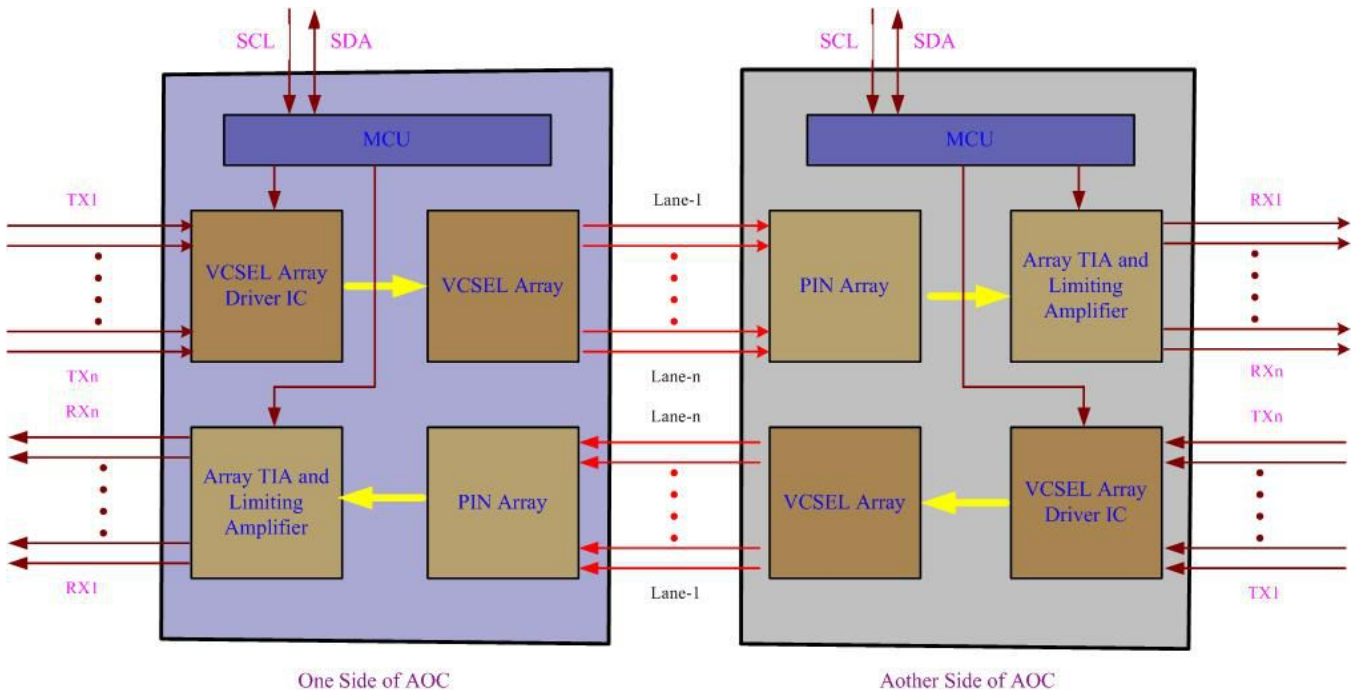 SCL
SDA
SCL
SDA
MCU
MCU
TX1
Lane-1
RX1
VCSEL Array
Driver IC
VCSEL Array
PIN Array
Array TIA and
Limiting
Amplifier
TXn
Lane-n
RXn
RXn
Lane-n
TXn
Array TIA and
Limiting
Amplifier
PIN Array
VCSEL Array
VCSEL Array
Driver IC
RX1
Lane-1
TX1
One Side of AOC
Aother Side of AOC